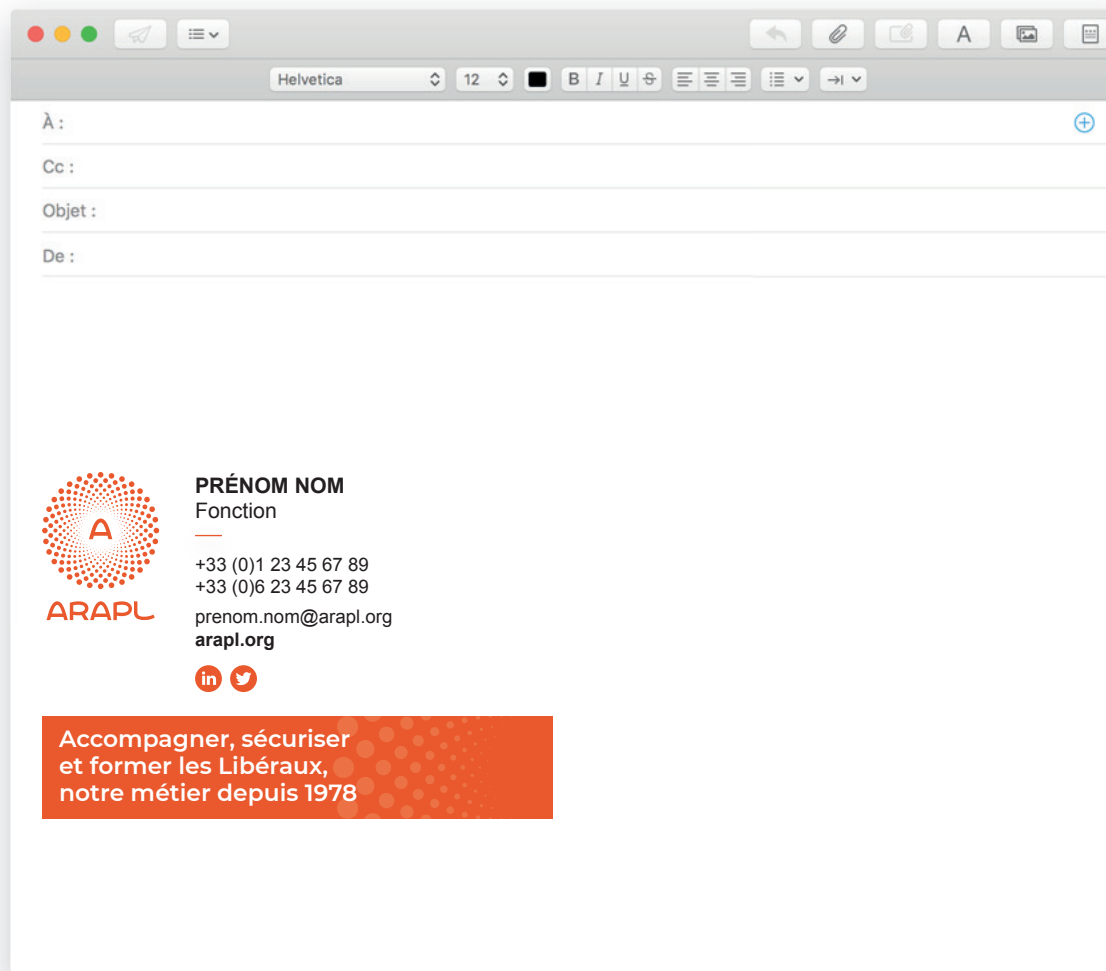 Helvetica 12 B I U S
À :
Cc :
Objet :
De :
A
ARAPL
PRÉNOM NOM
Fonction
+33 (0)1 23 45 67 89
+33 (0)6 23 45 67 89
prenom.nom@arapl.org
arapl.org
in
Accompagner, sécuriser
et former les Libéraux,
notre métier depuis 1978